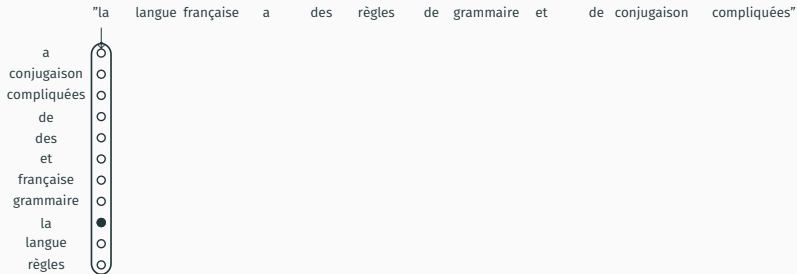 ”la langue française a des règles de grammaire et de conjugaison compliquées”
a
conjugaison
compliquées
de
des
et
française
grammaire
la
langue
règles